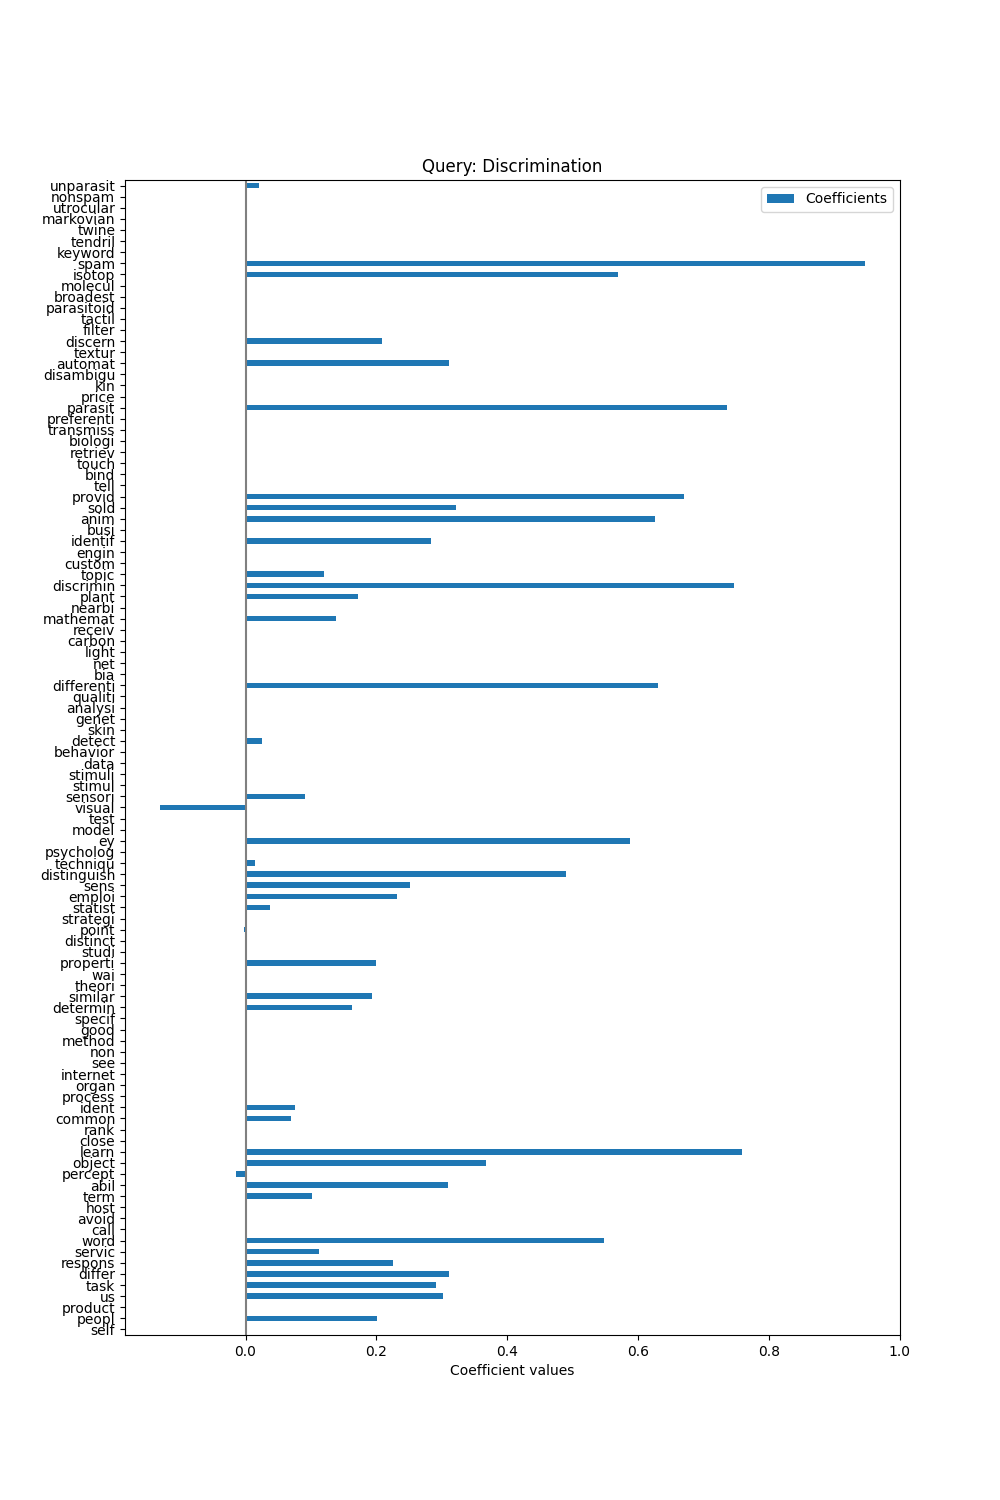 Query: Discrimination
Coefficients
unparasit
nonspam
utrocular
markovian
twine
tendril
keyword
spam
isotop
molecul
broadest
parasitoid
tactil
filter
discern
textur
automat
disambigu
kin
price
parasit
preferenti
transmiss
biologi
retriev
touch
bind
tell
provid
sold
anim
busi
identif
engin
custom
topic
discrimin
plant
nearbi
mathemat
receiv
carbon
light
net
bia
differenti
qualiti
analysi
genet
skin
detect
behavior
data
stimuli
stimul
sensori
visual
test
model
ey
psycholog
techniqu
distinguish
sens
emploi
statist
strategi
point
distinct
studi
properti
wai
theori
similar
determin
specif
good
method
non
see
internet
organ
process
ident
common
rank
close
learn
object
percept
abil
term
host
avoid
call
word
servic
respons
differ
task
us
product
peopl
self
0.0 0.2 0.4 0.6 0.8 1.0
Coefficient values